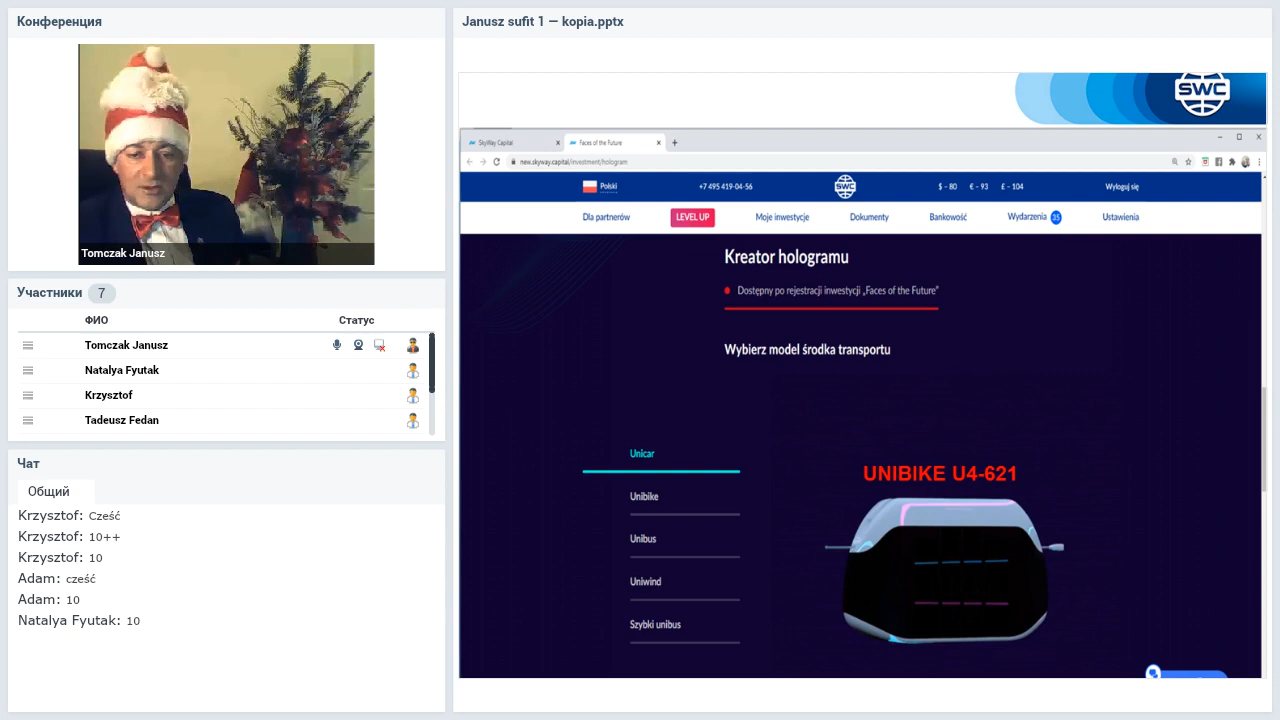 Конференция
Tomczak Janusz
Участники 7
ФИО Статус
Tomczak Janusz
Natalya Fyutak
Krzysztof
Tadeusz Fedan
Чат
Общий
Krzysztof: Cześć
Krzysztof: 10++
Krzysztof: 10
Adam: cześć
Adam: 10
Natalya Fyutak: 10
Janusz sufit 1 — kopia.pptx
SWC
SkyWay Capital
Faces of the Future
new.skyway.capital/investment/hologram
Polski +7 495 419-04-56 SWC $ - 80 € - 93 £ - 104 Wyloguj się
Dla partnerów LEVEL UP Moje inwestycje Dokumenty Bankowość Wydarzenia 35 Ustawienia
Kreator hologramu
Dostępny po rejestracji inwestycji „Faces of the Future"
Wybierz model środka transportu
Unicar
Unibike
Unibus
Uniwind
Szybki unibus
UNIBIKE U4-621